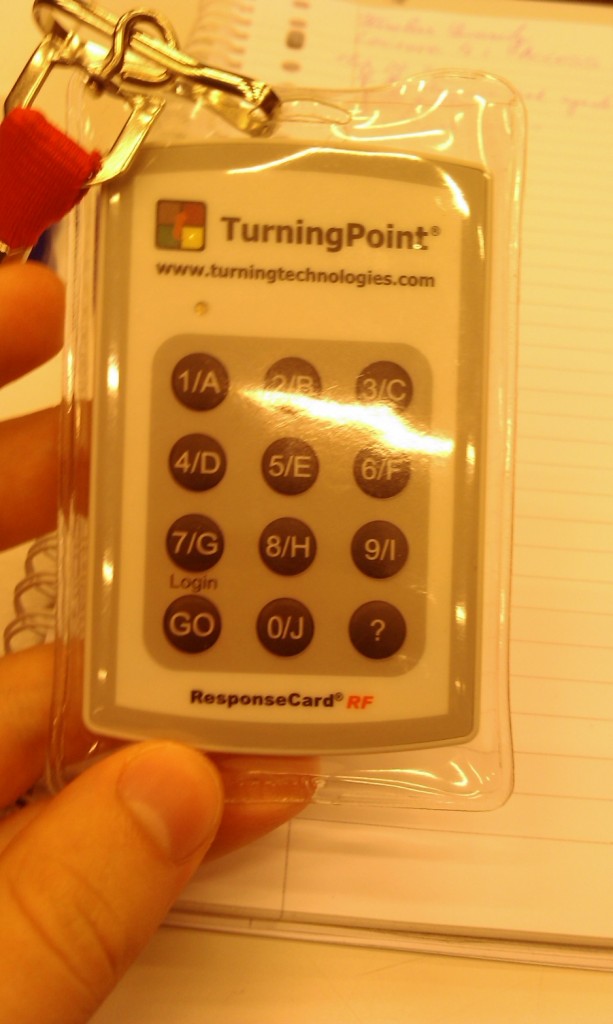 TurningPoint®
www.turningtechnologies.com
1/A 2/B 3/C
4/D 5/E 6/F
7/G 8/H 9/I
Login
GO 0/J ?
ResponseCard® RF